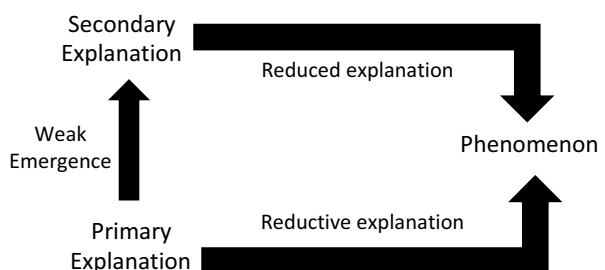 Secondary
Explanation
Reduced explanation
Weak
Emergence
Phenomenon
Reductive explanation
Primary
Explanation